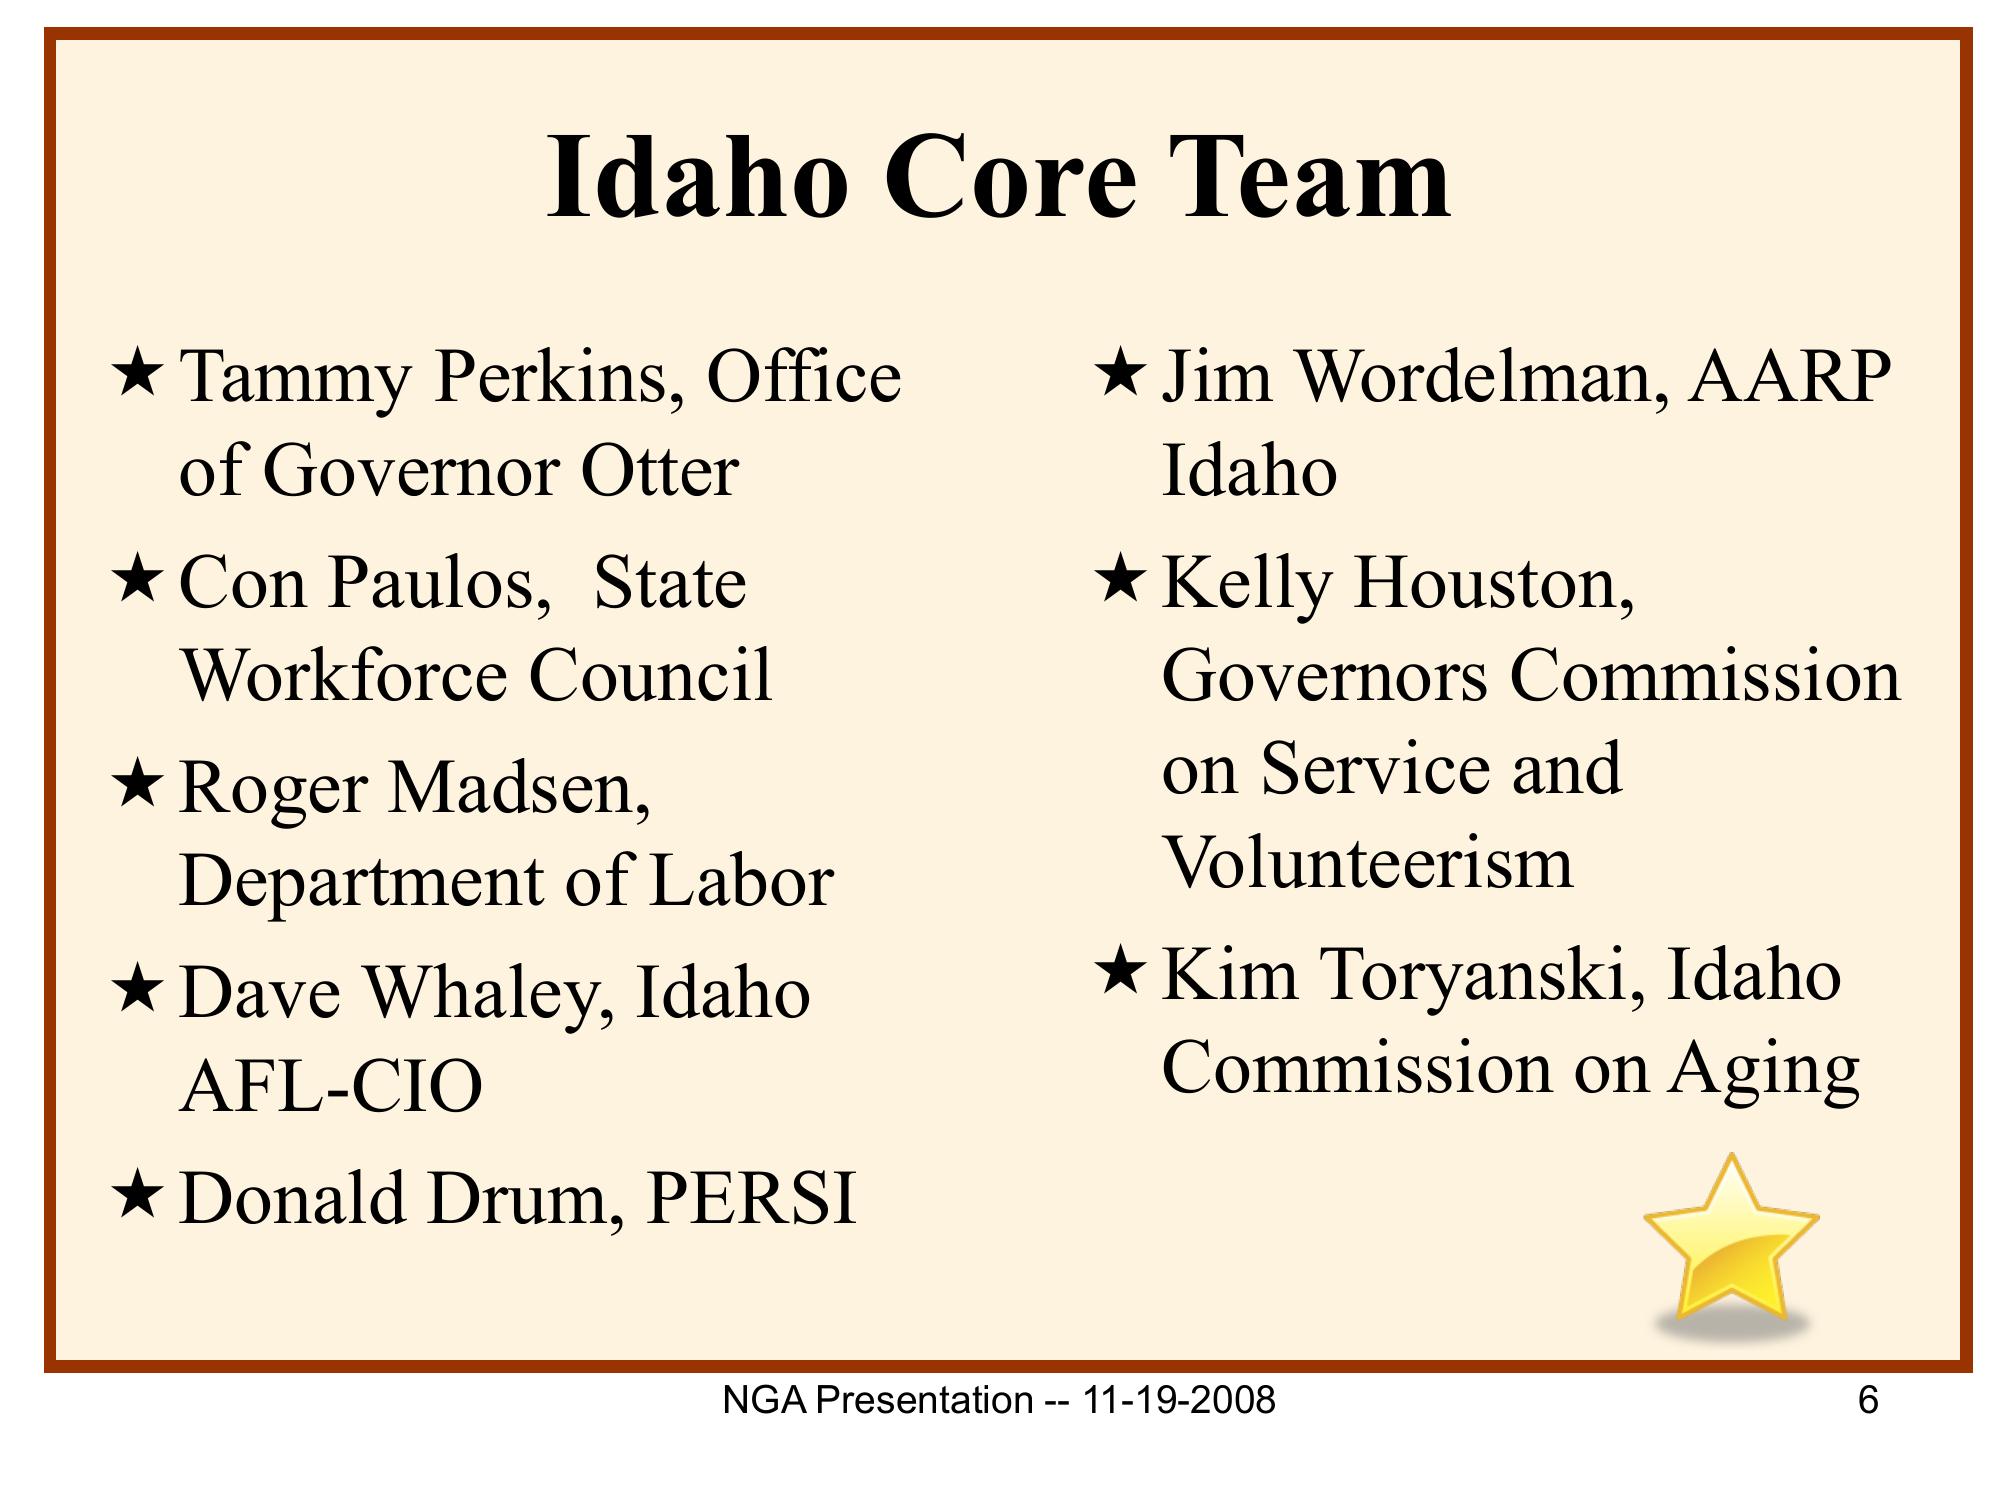 Idaho Core Team
★ Tammy Perkins, Office
of Governor Otter
★ Con Paulos,  State
Workforce Council
★ Roger Madsen,
Department of Labor
★ Dave Whaley, Idaho
AFL-CIO
★ Donald Drum, PERSI
★ Jim Wordelman, AARP
Idaho
★ Kelly Houston,
Governors Commission
on Service and
Volunteerism
★ Kim Toryanski, Idaho
Commission on Aging
NGA Presentation -- 11-19-2008
6